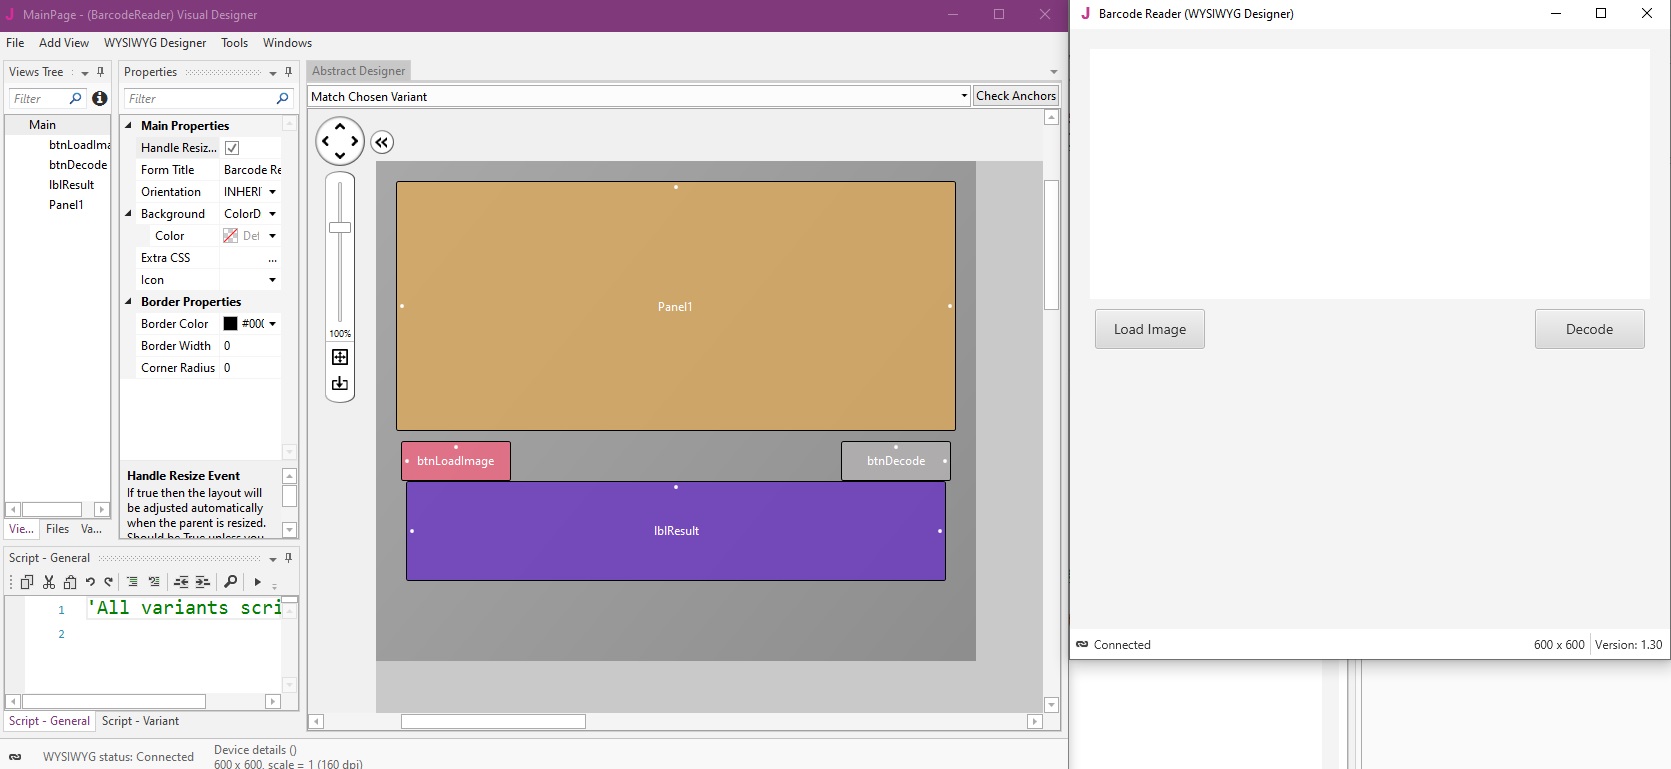 MainPage - (BarcodeReader) Visual Designer
File Add View WYSIWYG Designer Tools Windows
Views Tree
Filter
Main
btnLoadIma
btnDecode
lblResult
Panel1
Vie... Files Va...
Properties
Filter
Main Properties
Handle Resiz...
Form Title Barcode Re
Orientation INHERI
Background ColorD
Color Def
Extra CSS ...
Icon
Border Properties
Border Color #000
Border Width 0
Corner Radius 0
Handle Resize Event
If true then the layout will
be adjusted automatically
when the parent is resized.
Should be True unless you
Script - General
1 'All variants scri
2
Script - General Script - Variant
Abstract Designer
Match Chosen Variant Check Anchors
100%
Panel1
btnLoadImage btnDecode
lblResult
WYSIWYG status: Connected
Device details ()
600 x 600, scale = 1 (160 dpi)
Barcode Reader (WYSIWYG Designer)
Load Image Decode
Connected 600 x 600 Version: 1.30